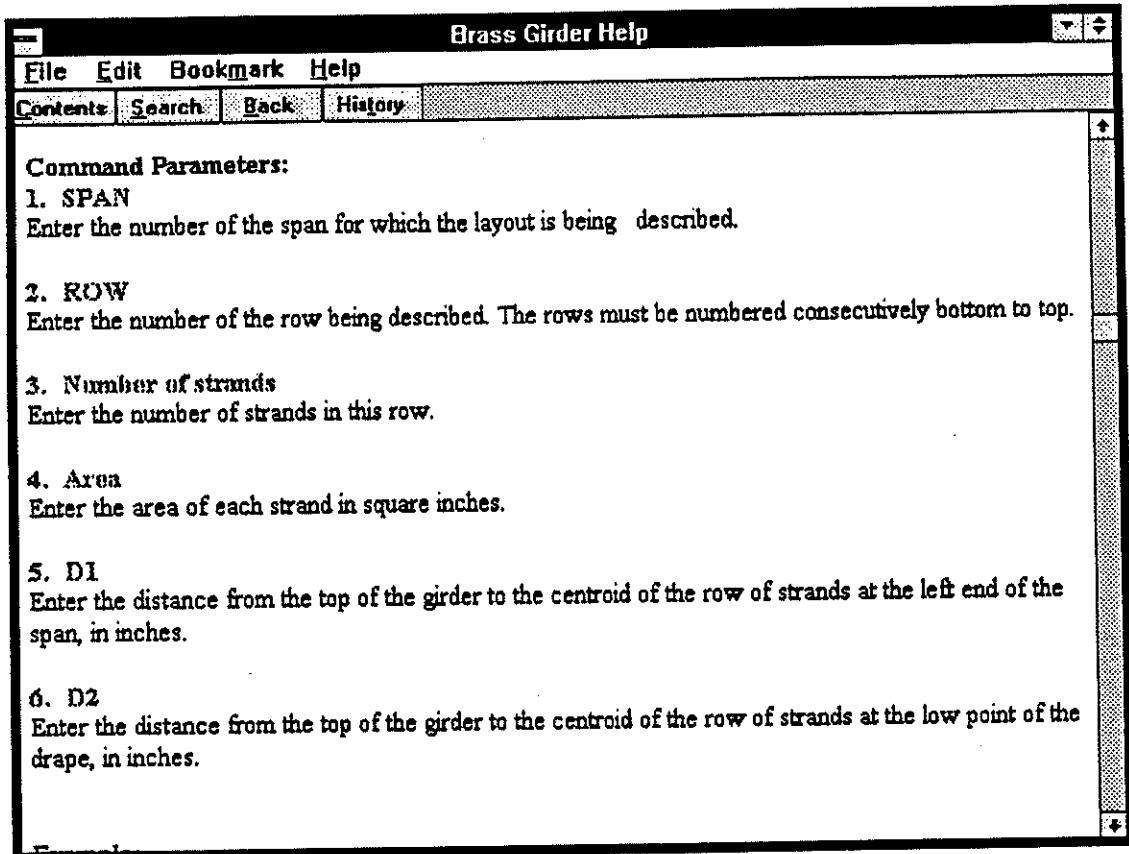 Brass Girder Help
File Edit Bookmark Help
Contents Search Back History
Command Parameters:
1. SPAN
Enter the number of the span for which the layout is being described.
2. ROW
Enter the number of the row being described. The rows must be numbered consecutively bottom to top.
3. Number of strands
Enter the number of strands in this row.
4. Area
Enter the area of each strand in square inches.
5. D1
Enter the distance from the top of the girder to the centroid of the row of strands at the left end of the
span, in inches.
6. D2
Enter the distance from the top of the girder to the centroid of the row of strands at the low point of the
drape, in inches.